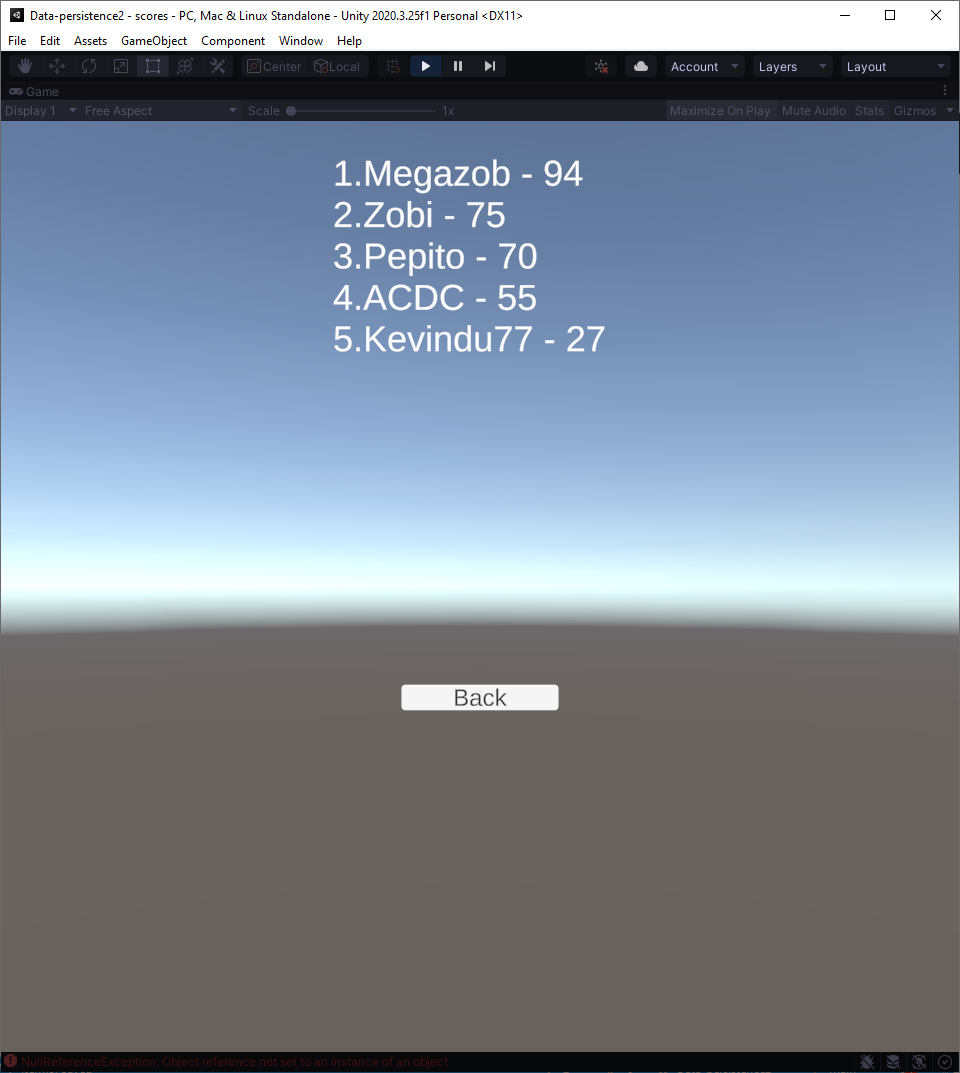 Data-persistence2 - scores - PC, Mac & Linux Standalone - Unity 2020.3.25f1 Personal <DX11>
File Edit Assets GameObject Component Window Help
Center Local Account Layers Layout
Game
Display 1 Free Aspect Scale 1x Maximize On Play Mute Audio Stats Gizmos
1.Megazob - 94
2.Zobi - 75
3.Pepito - 70
4.ACDC - 55
5.Kevindu77 - 27
Back
NullReferenceException: Object reference not set to an instance of an object